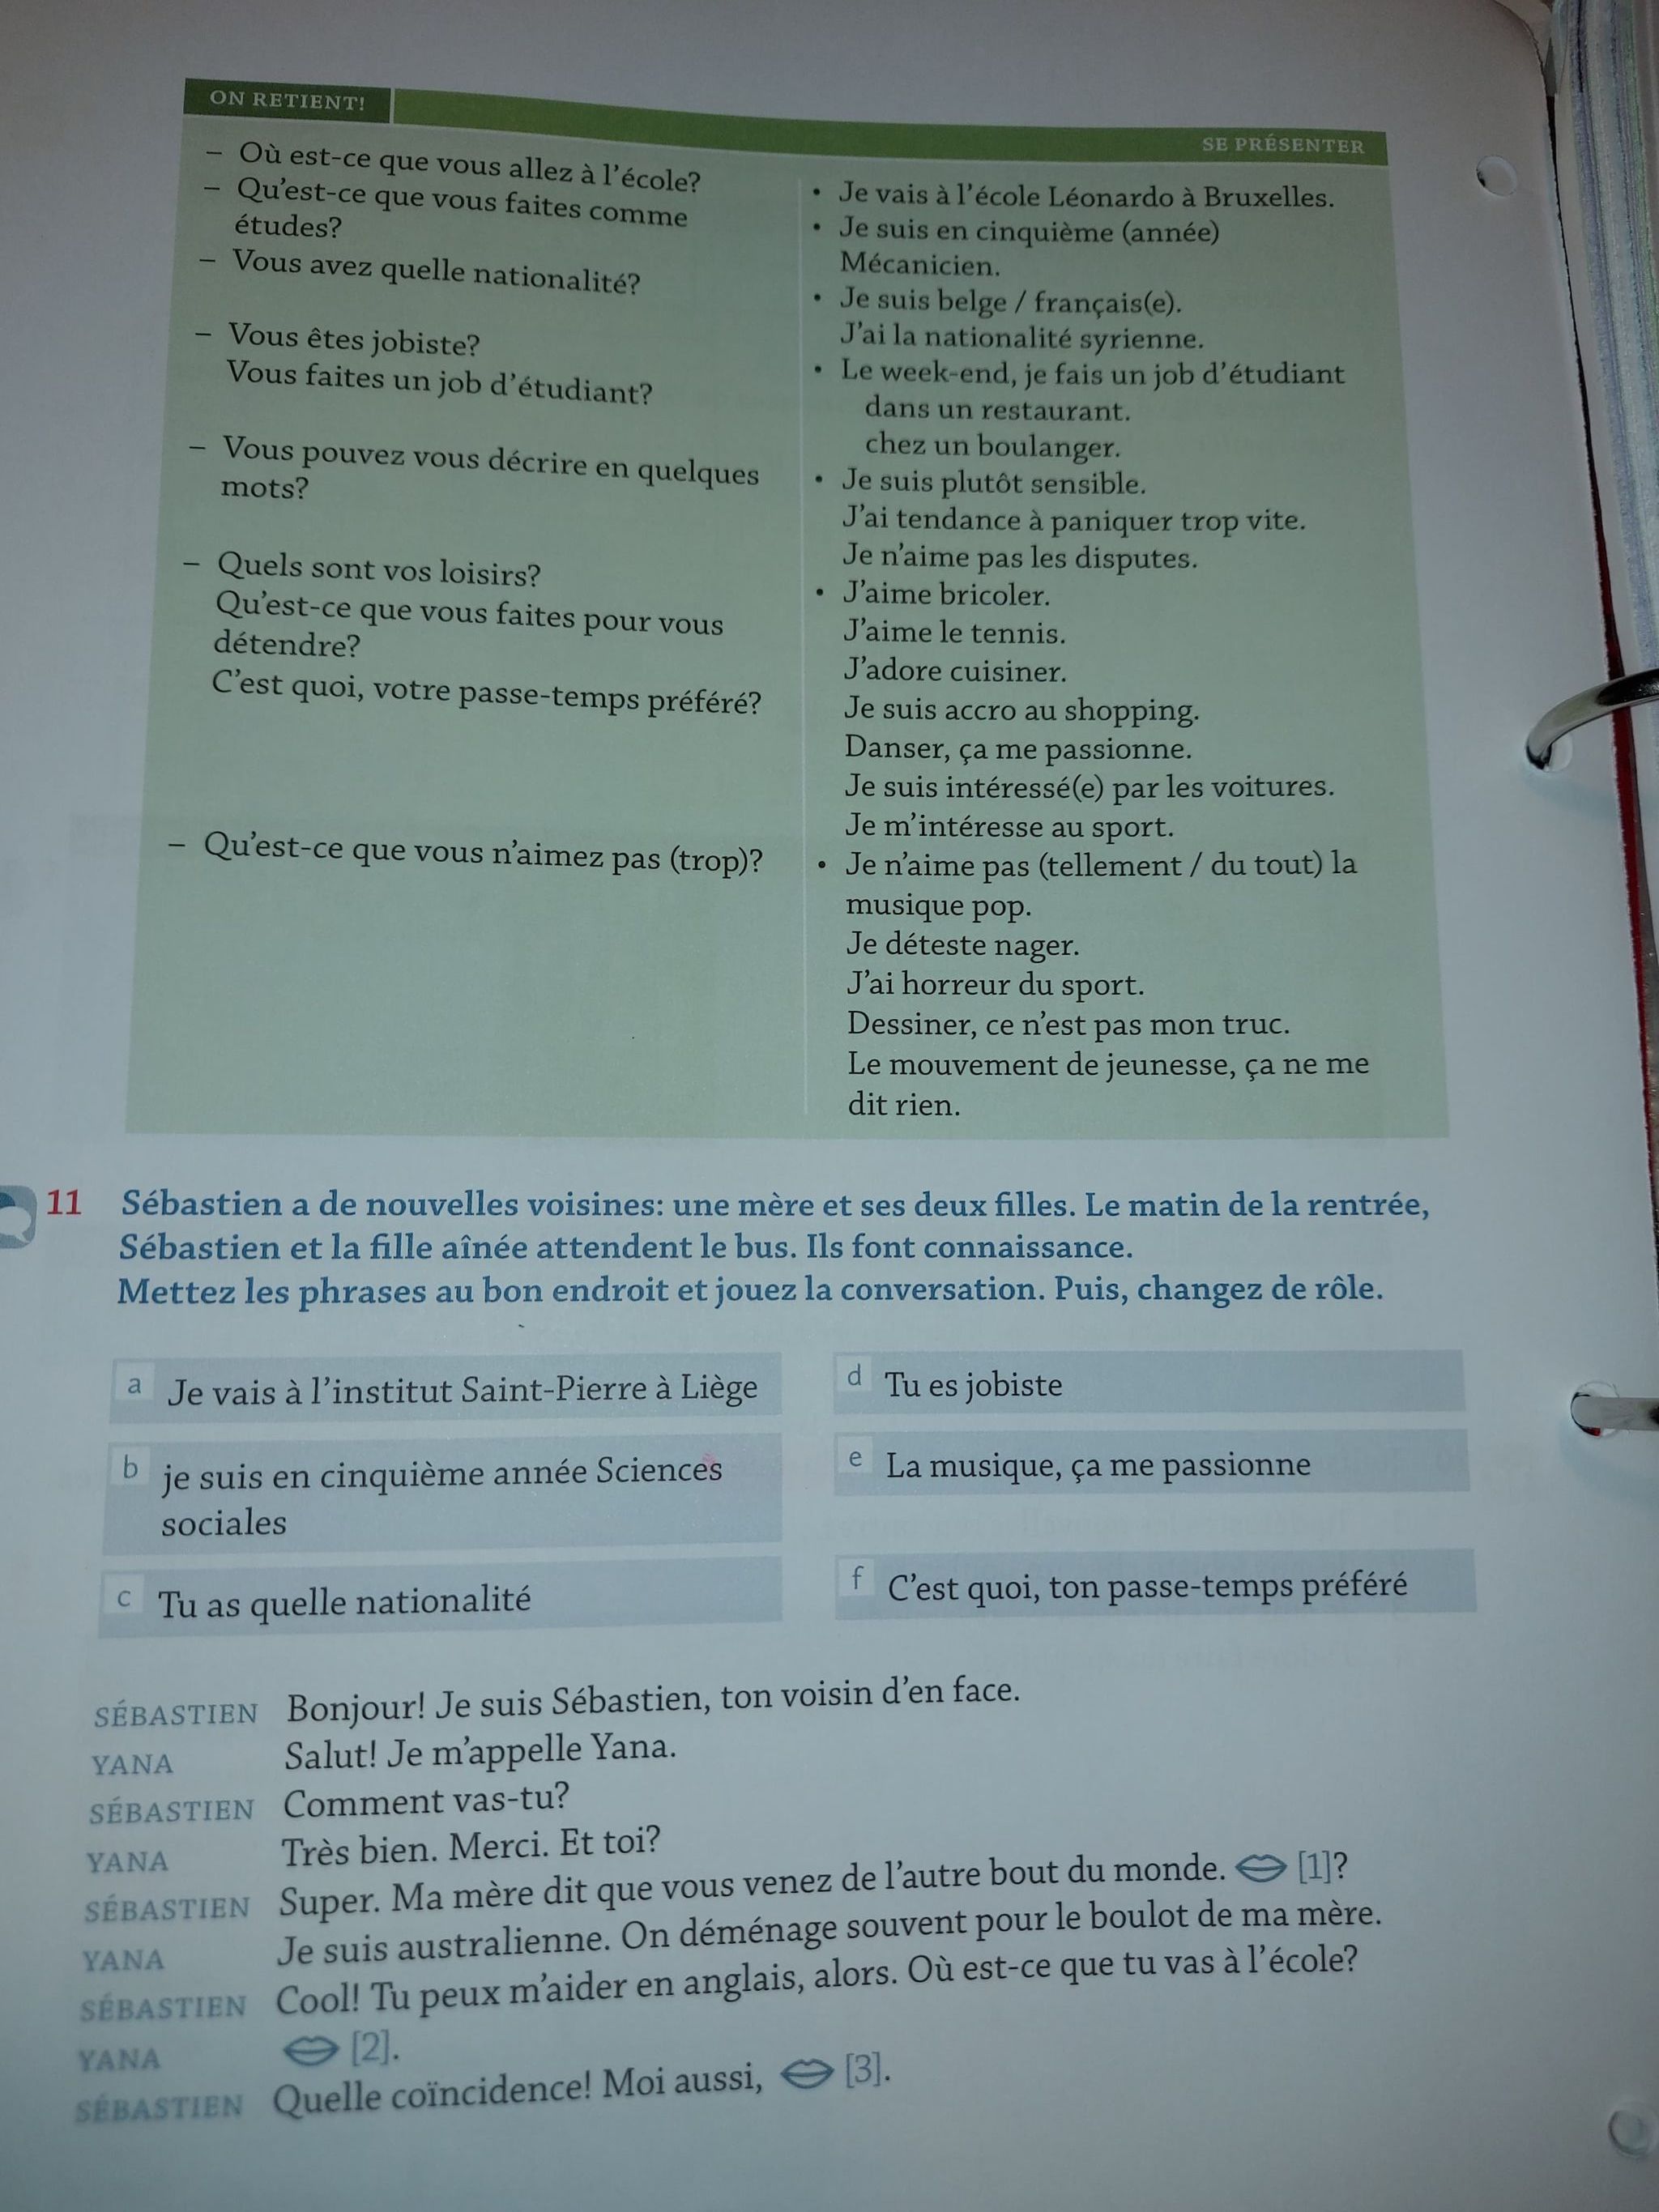 ON RETIENT!
SE PRÉSENTER
– Où est-ce que vous allez à l'école?
– Qu'est-ce que vous faites comme
études?
– Vous avez quelle nationalité?
– Vous êtes jobiste?
Vous faites un job d'étudiant?
– Vous pouvez vous décrire en quelques
mots?
– Quels sont vos loisirs?
Qu'est-ce que vous faites pour vous
détendre?
C'est quoi, votre passe-temps préféré?
– Qu'est-ce que vous n'aimez pas (trop)?
• Je vais à l'école Léonardo à Bruxelles.
• Je suis en cinquième (année)
Mécanicien.
• Je suis belge / français(e).
J'ai la nationalité syrienne.
• Le week-end, je fais un job d'étudiant
dans un restaurant.
chez un boulanger.
• Je suis plutôt sensible.
J'ai tendance à paniquer trop vite.
Je n'aime pas les disputes.
• J'aime bricoler.
J'aime le tennis.
J'adore cuisiner.
Je suis accro au shopping.
Danser, ça me passionne.
Je suis intéressé(e) par les voitures.
Je m'intéresse au sport.
• Je n'aime pas (tellement / du tout) la
musique pop.
Je déteste nager.
J'ai horreur du sport.
Dessiner, ce n'est pas mon truc.
Le mouvement de jeunesse, ça ne me
dit rien.
11 Sébastien a de nouvelles voisines: une mère et ses deux filles. Le matin de la rentrée,
Sébastien et la fille aînée attendent le bus. Ils font connaissance.
Mettez les phrases au bon endroit et jouez la conversation. Puis, changez de rôle.
a Je vais à l'institut Saint-Pierre à Liège
b je suis en cinquième année Sciences
sociales
c Tu as quelle nationalité
d Tu es jobiste
e La musique, ça me passionne
f C'est quoi, ton passe-temps préféré
SÉBASTIEN Bonjour! Je suis Sébastien, ton voisin d'en face.
YANA Salut! Je m'appelle Yana.
SÉBASTIEN Comment vas-tu?
YANA Très bien. Merci. Et toi?
SÉBASTIEN Super. Ma mère dit que vous venez de l'autre bout du monde. [1]?
YANA Je suis australienne. On déménage souvent pour le boulot de ma mère.
SÉBASTIEN Cool! Tu peux m'aider en anglais, alors. Où est-ce que tu vas à l'école?
YANA [2].
SÉBASTIEN Quelle coïncidence! Moi aussi, [3].